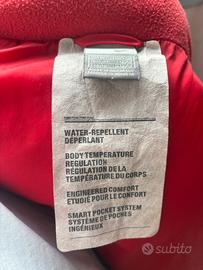 WATER-REPELLENT
DÉPERLANT
BODY TEMPERATURE
REGULATION
RÉGULATION DE LA
TEMPÉRATURE DU CORPS
ENGINEERED COMFORT
ETUDIÉ POUR LE CONFORT
SMART POCKET SYSTEM
SYSTÈME DE POCHES
INGÉNIEUX
subito